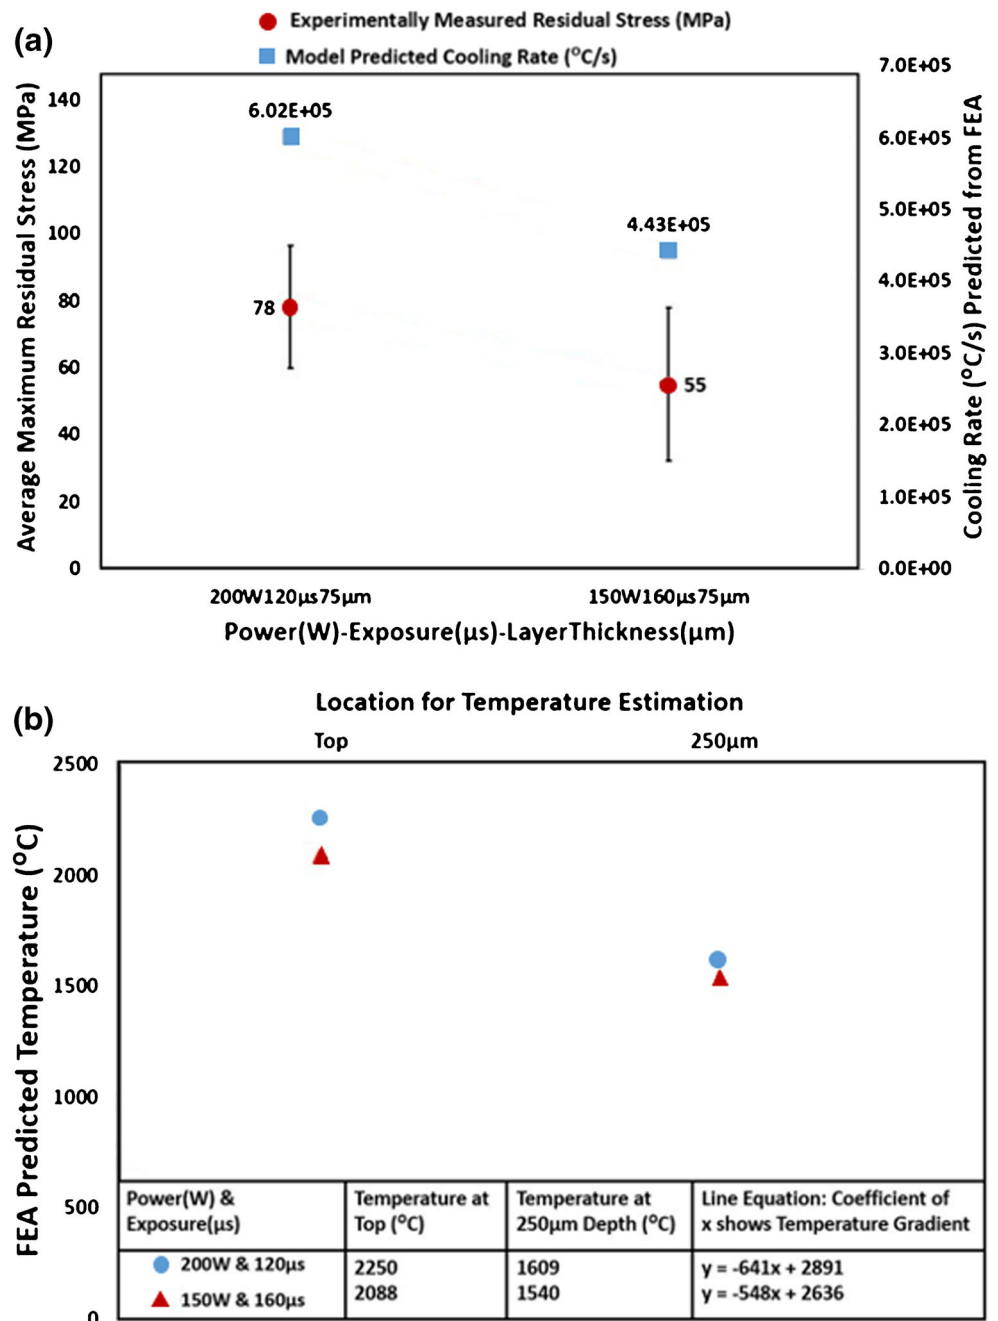 (a)
Experimentally Measured Residual Stress (MPa)
Model Predicted Cooling Rate (°C/s)
Average Maximum Residual Stress (MPa)
140
120
100
80
60
40
20
0
6.02E+05
4.43E+05
78
55
7.0E+05
6.0E+05
5.0E+05
4.0E+05
3.0E+05
2.0E+05
1.0E+05
0.0E+00
Cooling Rate (°C/s) Predicted from FEA
200W120µs75µm
150W160µs75µm
Power(W)-Exposure(µs)-LayerThickness(µm)
(b)
Location for Temperature Estimation
Top
250µm
FEA Predicted Temperature (°C)
2500
2000
1500
1000
500
0
Power(W) &
Exposure(µs)
Temperature at
Top (°C)
Temperature at
250µm Depth (°C)
Line Equation: Coefficient of
x shows Temperature Gradient
200W & 120µs
2250
1609
y = -641x + 2891
150W & 160µs
2088
1540
y = -548x + 2636